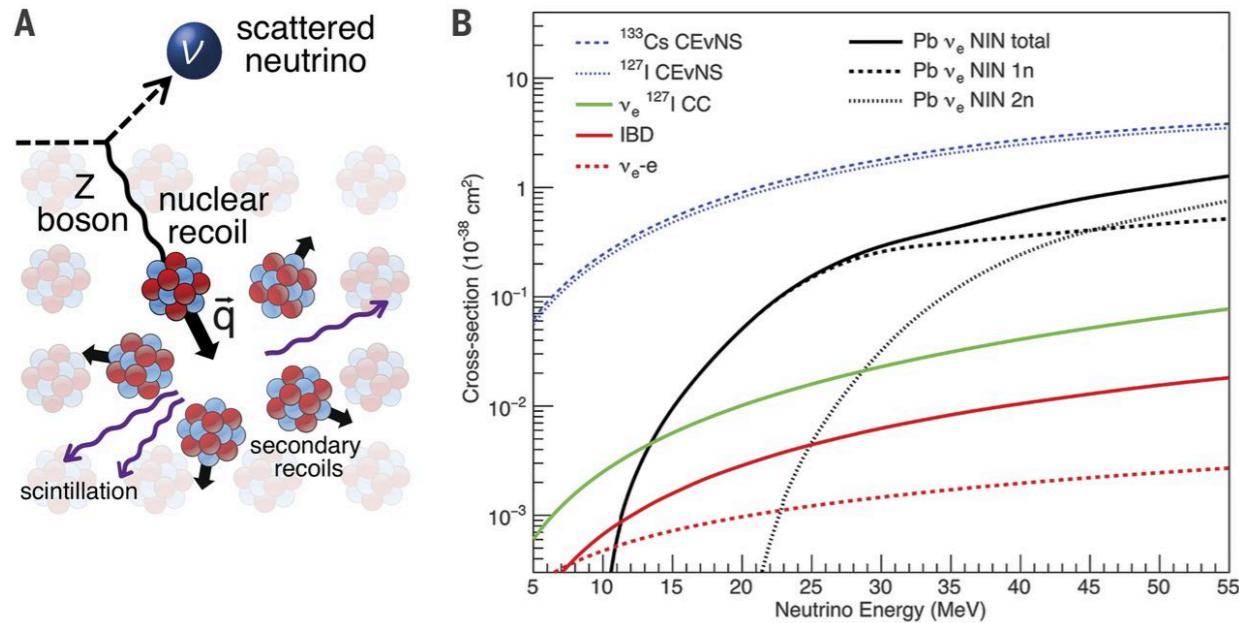 A
scattered
neutrino
ν
Z
boson
nuclear
recoil
q⃗
secondary
recoils
scintillation
B
¹³³Cs CEvNS
¹²⁷I CEvNS
νₑ ¹²⁷I CC
IBD
νₑ-e
Pb νₑ NIN total
Pb νₑ NIN 1n
Pb νₑ NIN 2n
Cross-section (10⁻³⁸ cm²)
10
1
10⁻¹
10⁻²
10⁻³
5 10 15 20 25 30 35 40 45 50 55
Neutrino Energy (MeV)